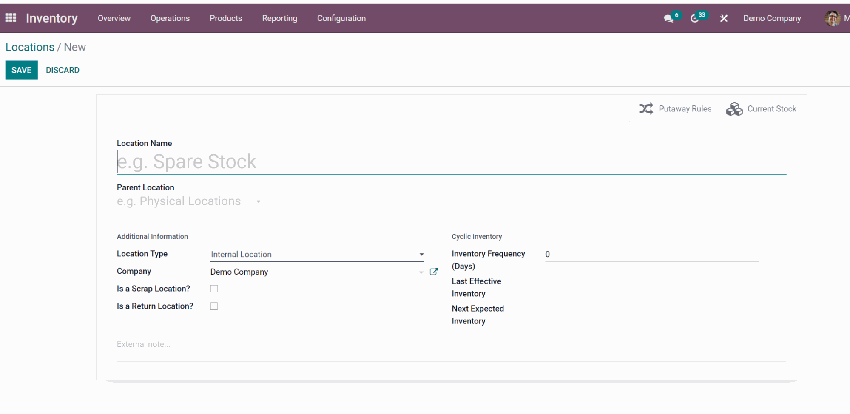 Inventory Overview Operations Products Reporting Configuration 6 33 Demo Company M
Locations / New
SAVE DISCARD
Putaway Rules Current Stock
Location Name
e.g. Spare Stock
Parent Location
e.g. Physical Locations
Additional Information
Location Type Internal Location
Company Demo Company
Is a Scrap Location?
Is a Return Location?
Cyclic Inventory
Inventory Frequency (Days) 0
Last Effective
Inventory
Next Expected
Inventory
External note...